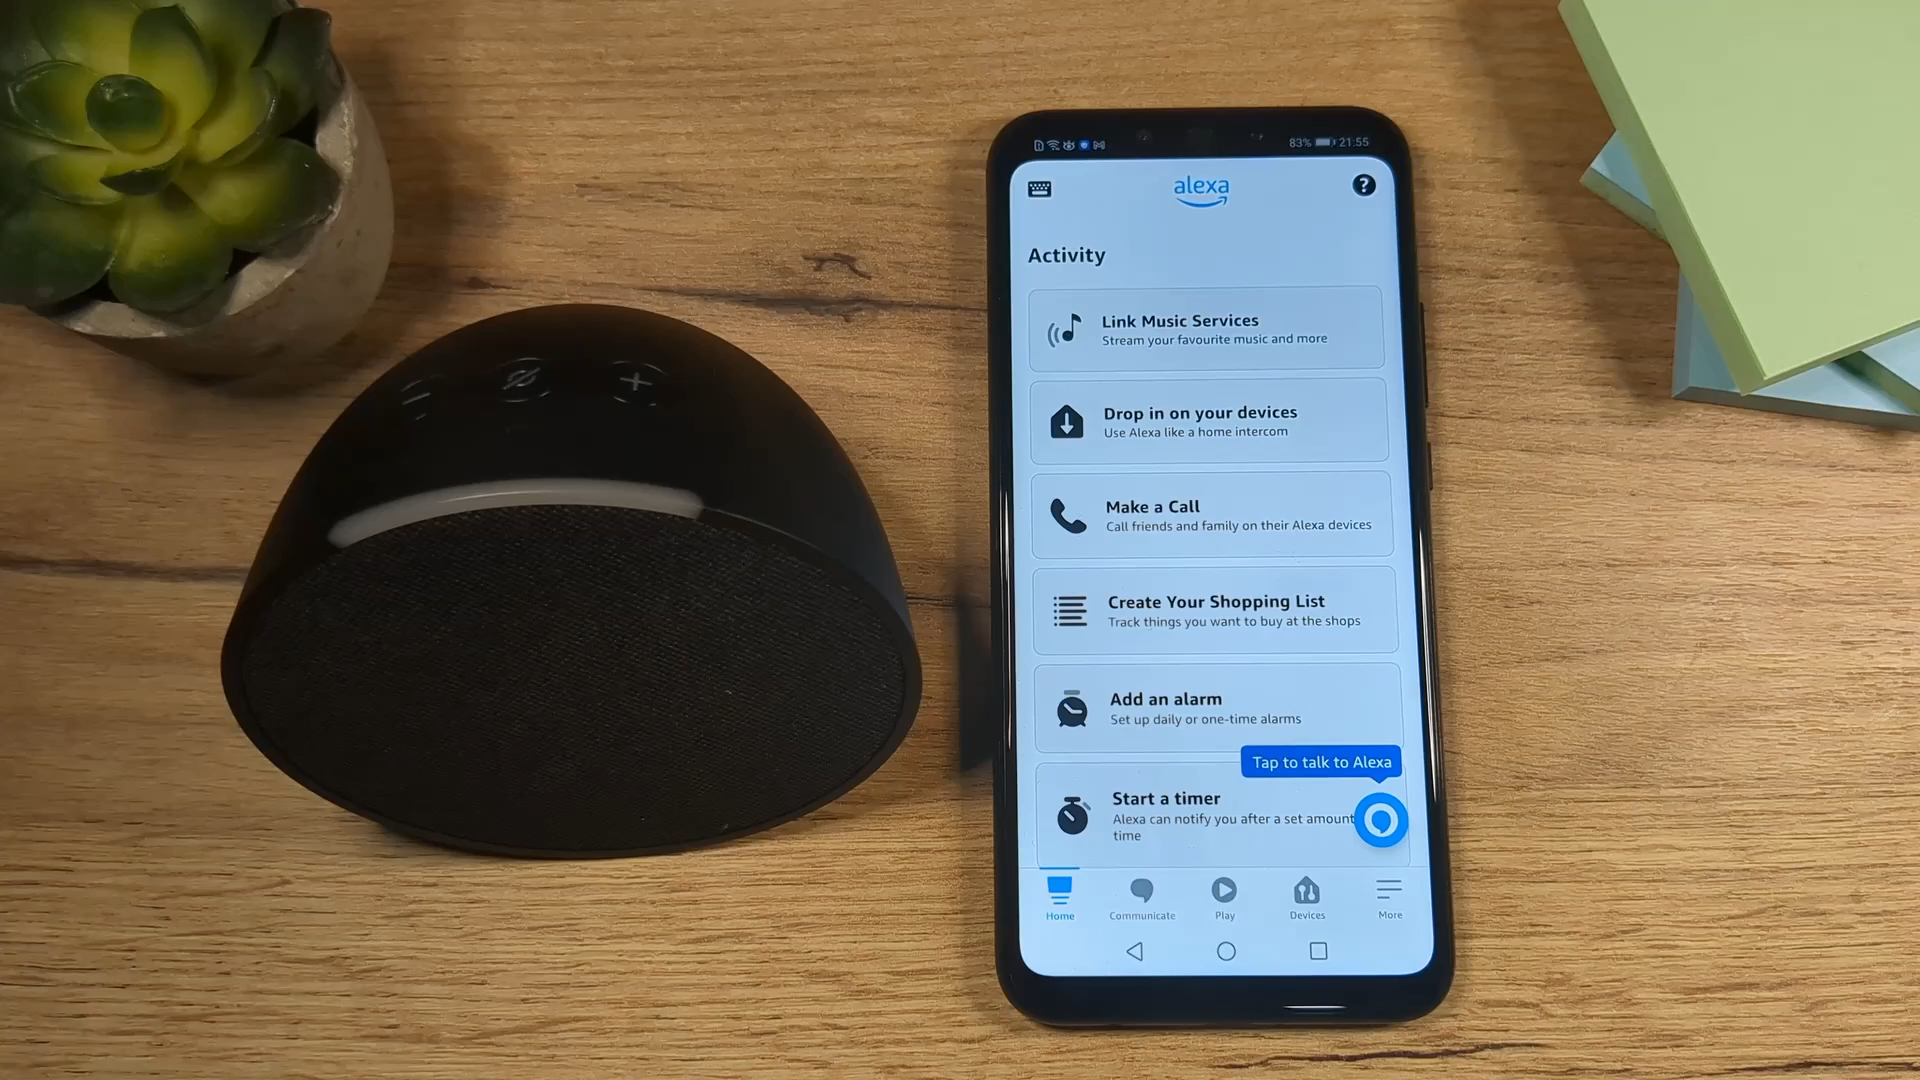 83% 21:55
alexa
?
Activity
Link Music Services
Stream your favourite music and more
Drop in on your devices
Use Alexa like a home intercom
Make a Call
Call friends and family on their Alexa devices
Create Your Shopping List
Track things you want to buy at the shops
Add an alarm
Set up daily or one-time alarms
Tap to talk to Alexa
Start a timer
Alexa can notify you after a set amount
time
Home Communicate Play Devices More